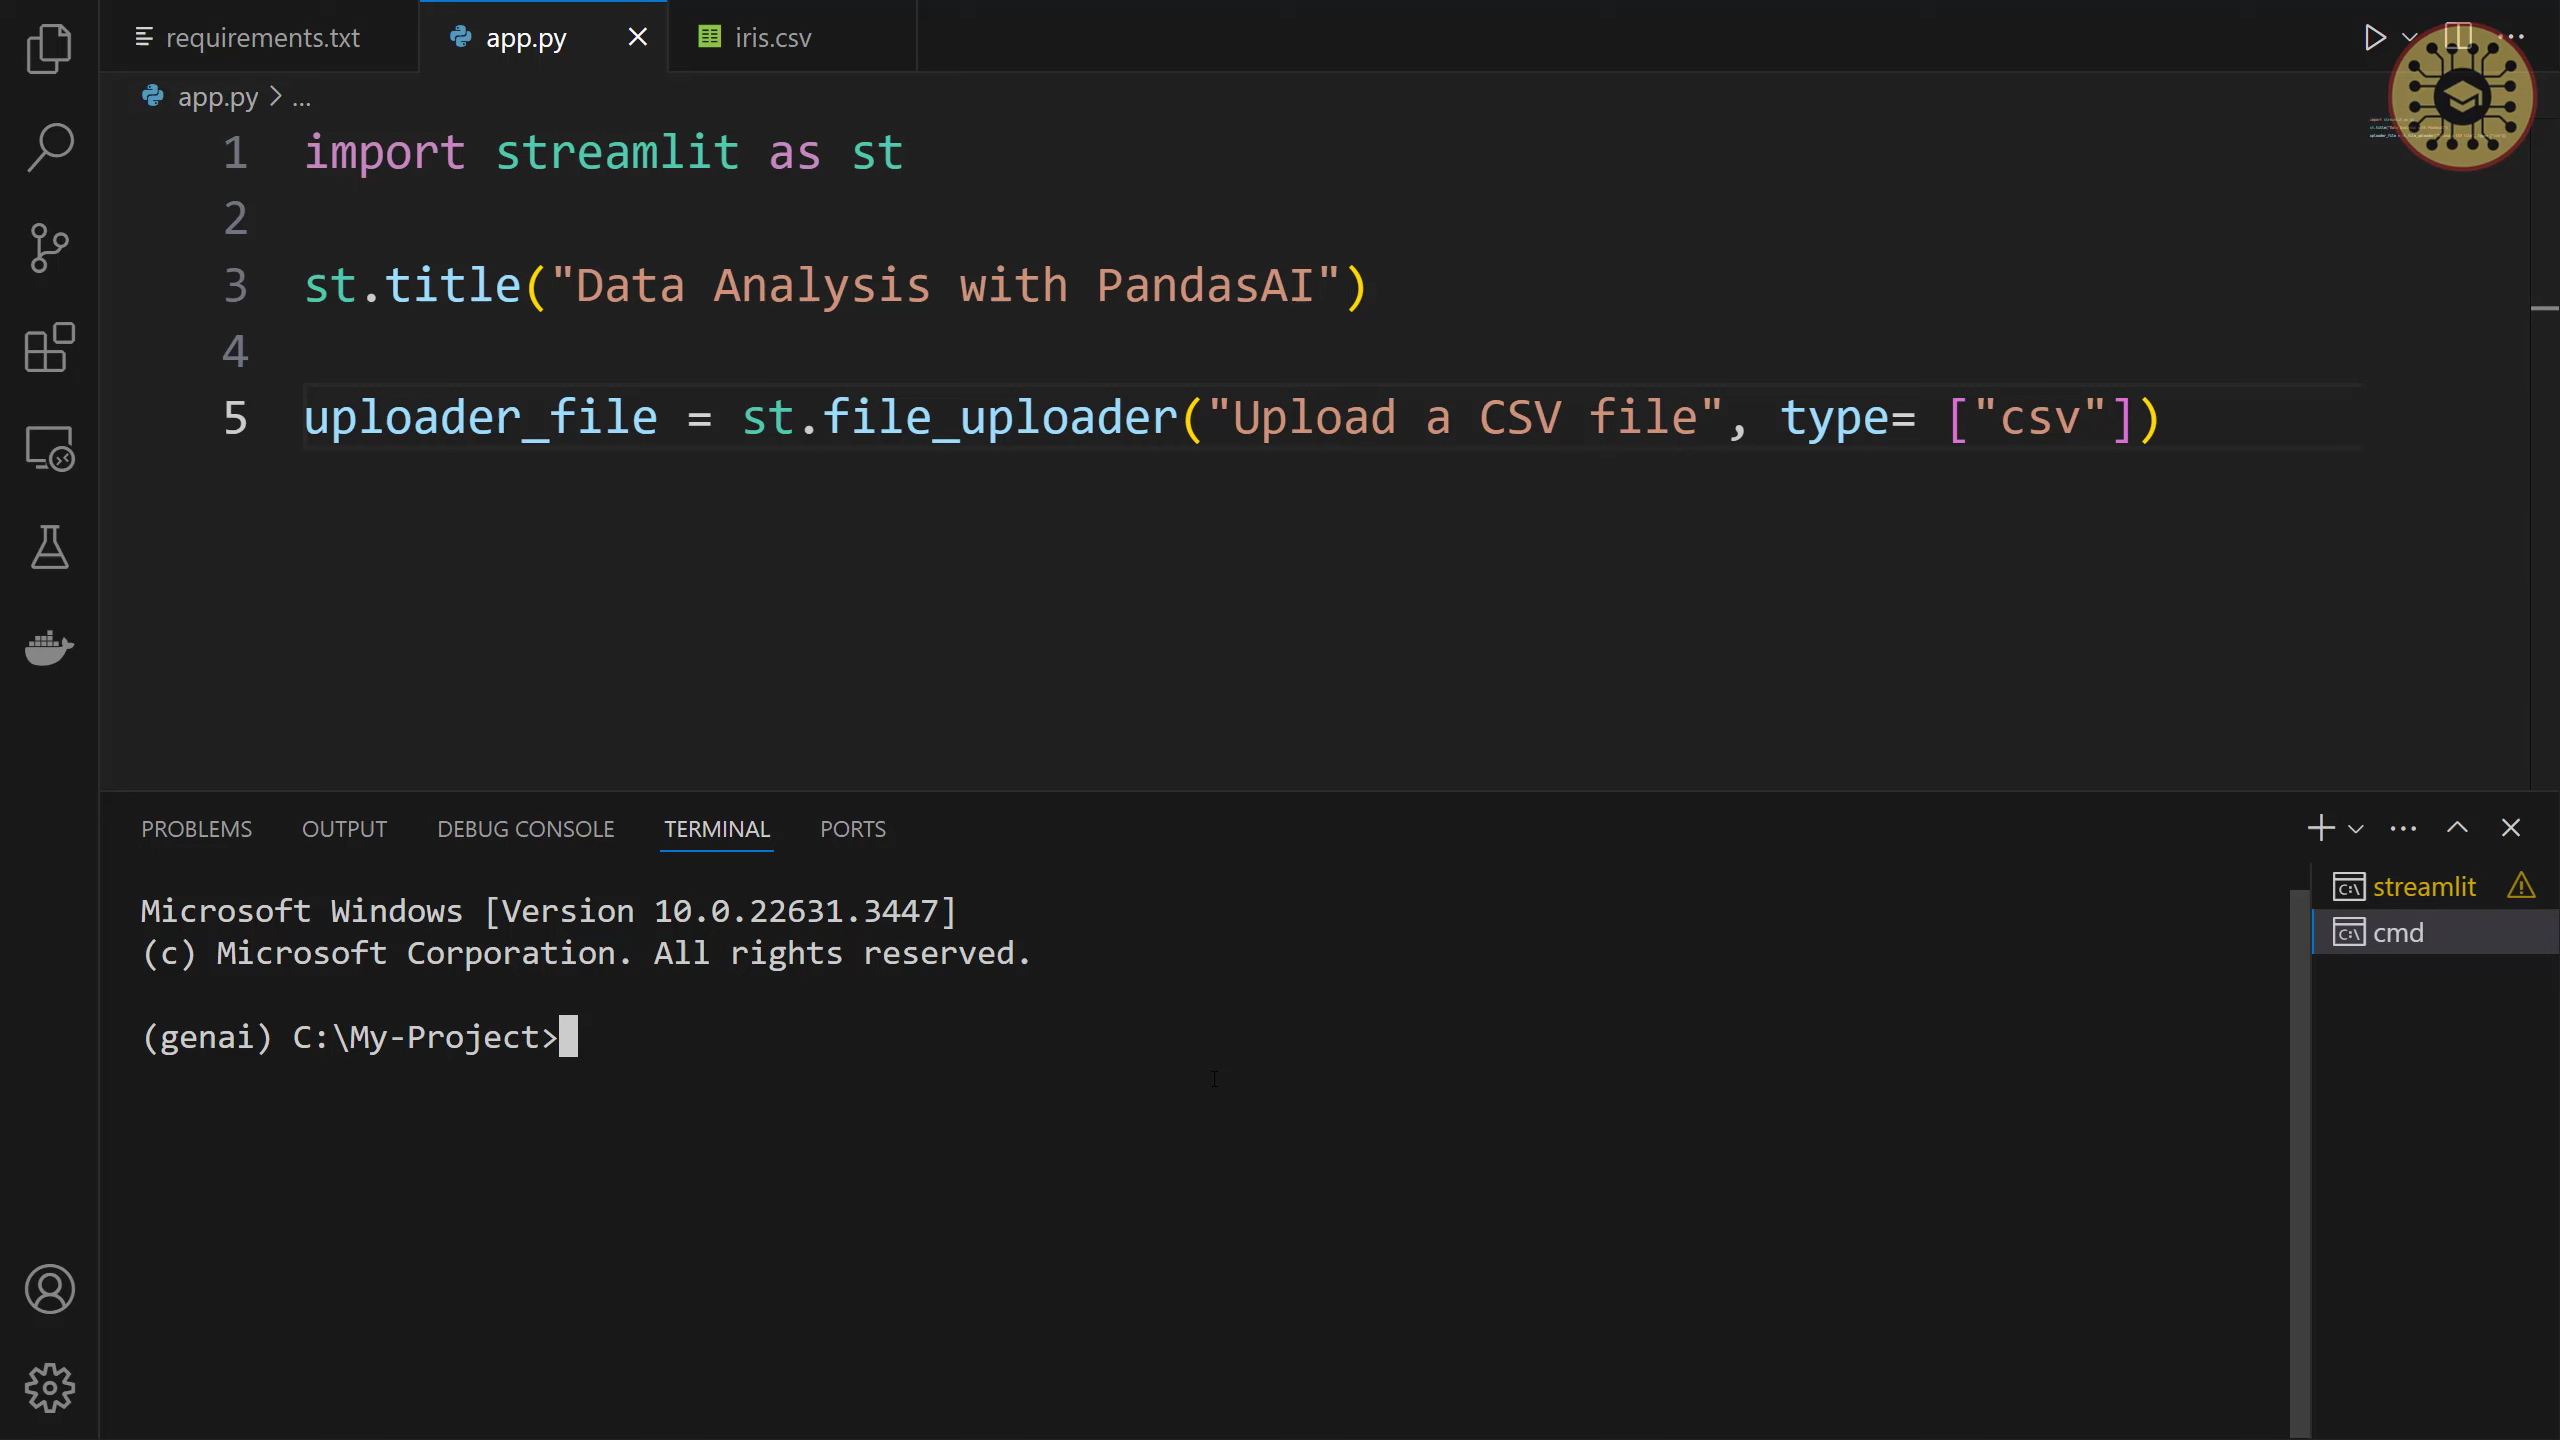 requirements.txt
app.py
iris.csv
app.py > ...
1 import streamlit as st
2
3 st.title("Data Analysis with PandasAI")
4
5 uploader_file = st.file_uploader("Upload a CSV file", type= ["csv"])
PROBLEMS OUTPUT DEBUG CONSOLE TERMINAL PORTS
streamlit
cmd
Microsoft Windows [Version 10.0.22631.3447]
(c) Microsoft Corporation. All rights reserved.
(genai) C:\My-Project>